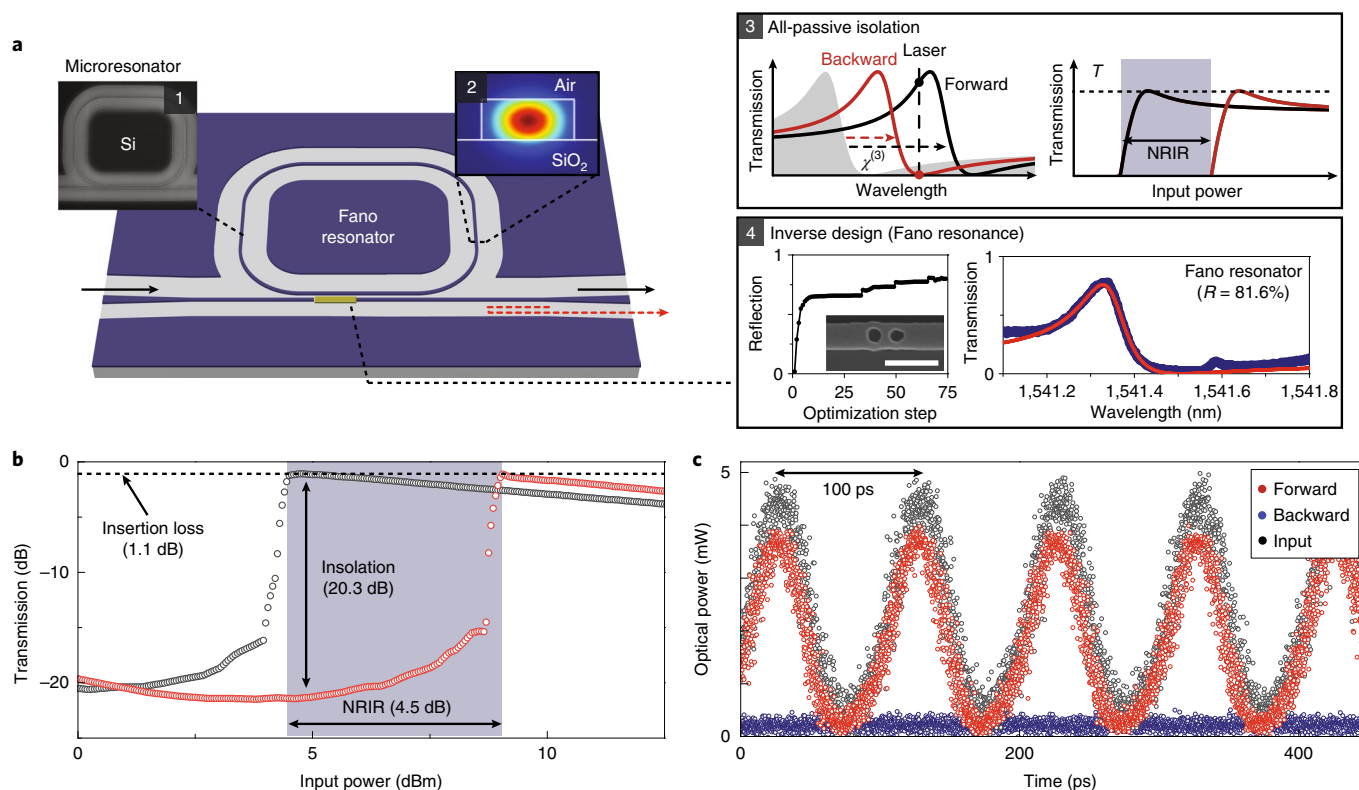 a
Microresonator
1
Si
2
Air
SiO2
Fano
resonator
3 All-passive isolation
Laser
Backward
Forward
Transmission
χ(3)
Wavelength
Transmission
T
NRIR
Input power
4 Inverse design (Fano resonance)
Reflection
1
0
0 25 50 75
Optimization step
Transmission
1
0
Fano resonator
(R = 81.6%)
1,541.2 1,541.4 1,541.6 1,541.8
Wavelength (nm)
b
Transmission (dB)
0
−10
−20
Insertion loss
(1.1 dB)
Insolation
(20.3 dB)
NRIR (4.5 dB)
0 5 10
Input power (dBm)
c
Optical power (mW)
5
0
100 ps
Forward
Backward
Input
0 200 400
Time (ps)